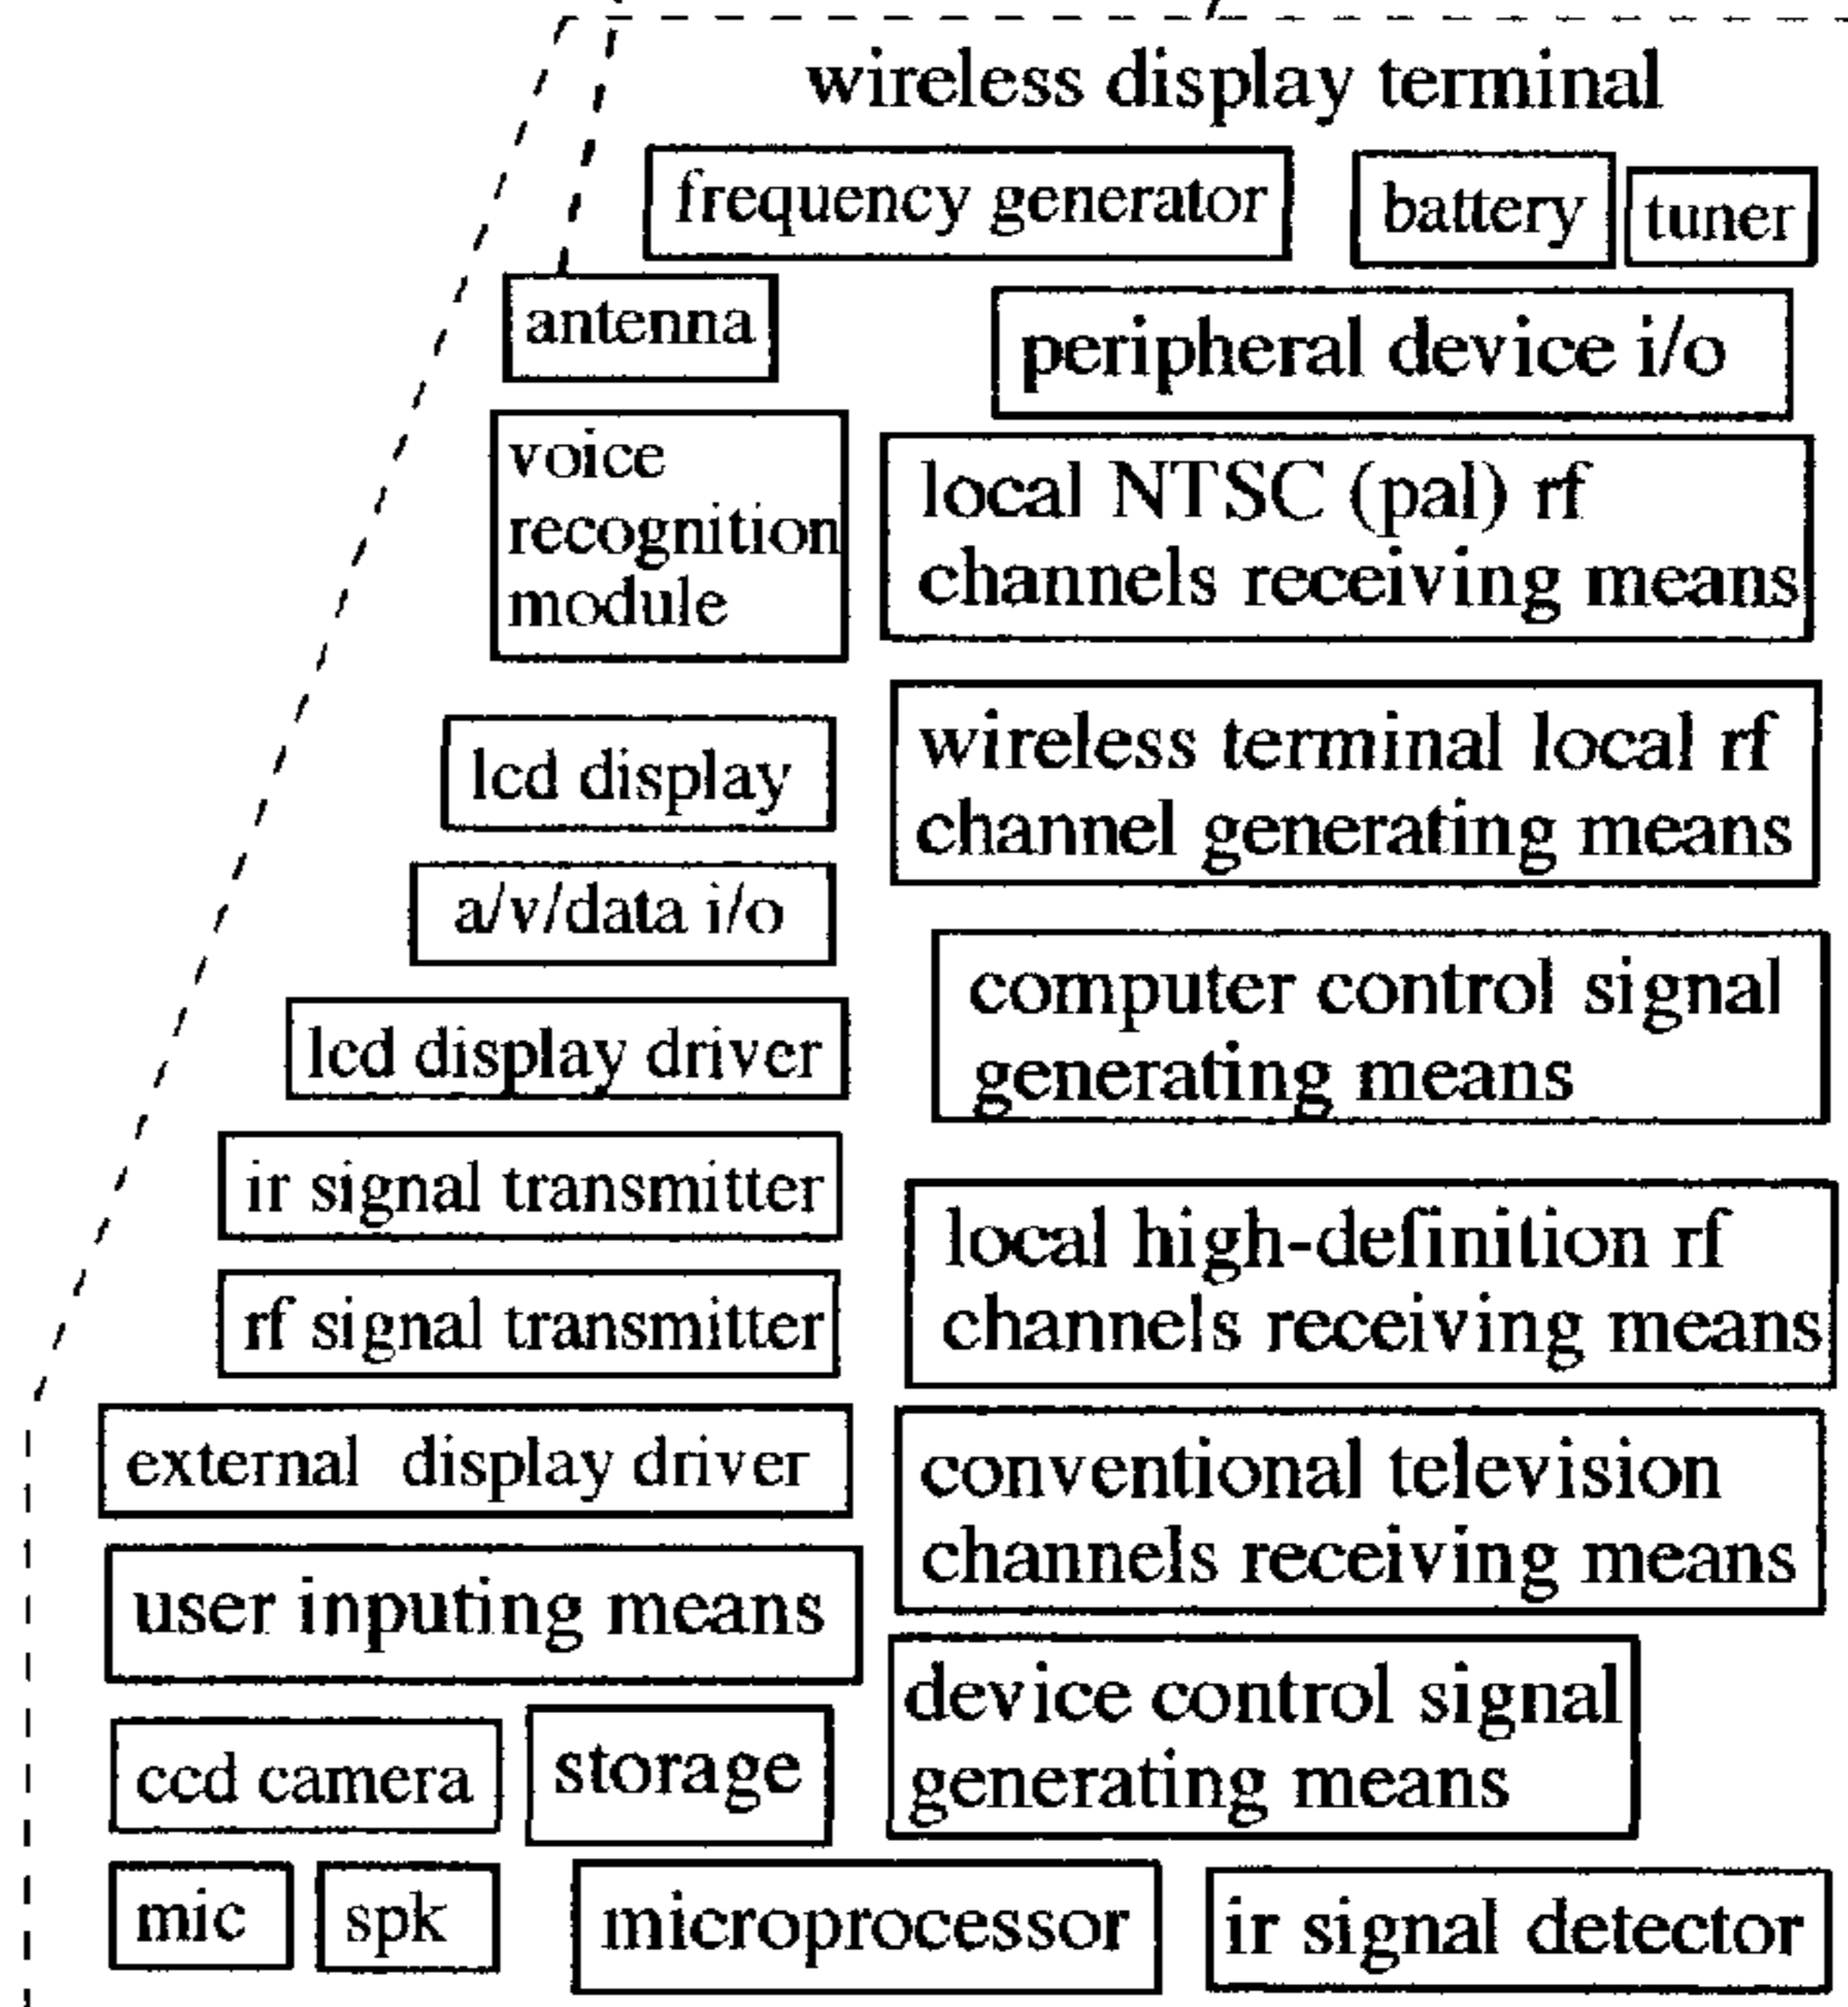 wireless display terminal
frequency generator
battery
tuner
antenna
peripheral device i/o
voice
recognition
module
local NTSC (pal) rf
channels receiving means
lcd display
wireless terminal local rf
channel generating means
a/v/data i/o
computer control signal
generating means
lcd display driver
ir signal transmitter
local high-definition rf
channels receiving means
rf signal transmitter
external display driver
conventional television
channels receiving means
user inputing means
device control signal
generating means
ccd camera
storage
mic
spk
microprocessor
ir signal detector